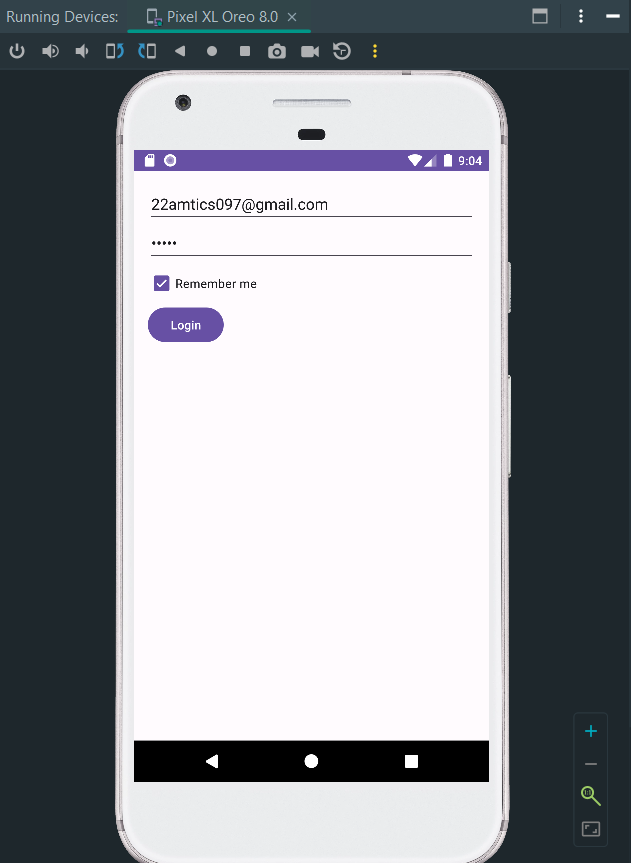 Running Devices: Pixel XL Oreo 8.0
9:04
22amtics097@gmail.com
•••••
Remember me
Login